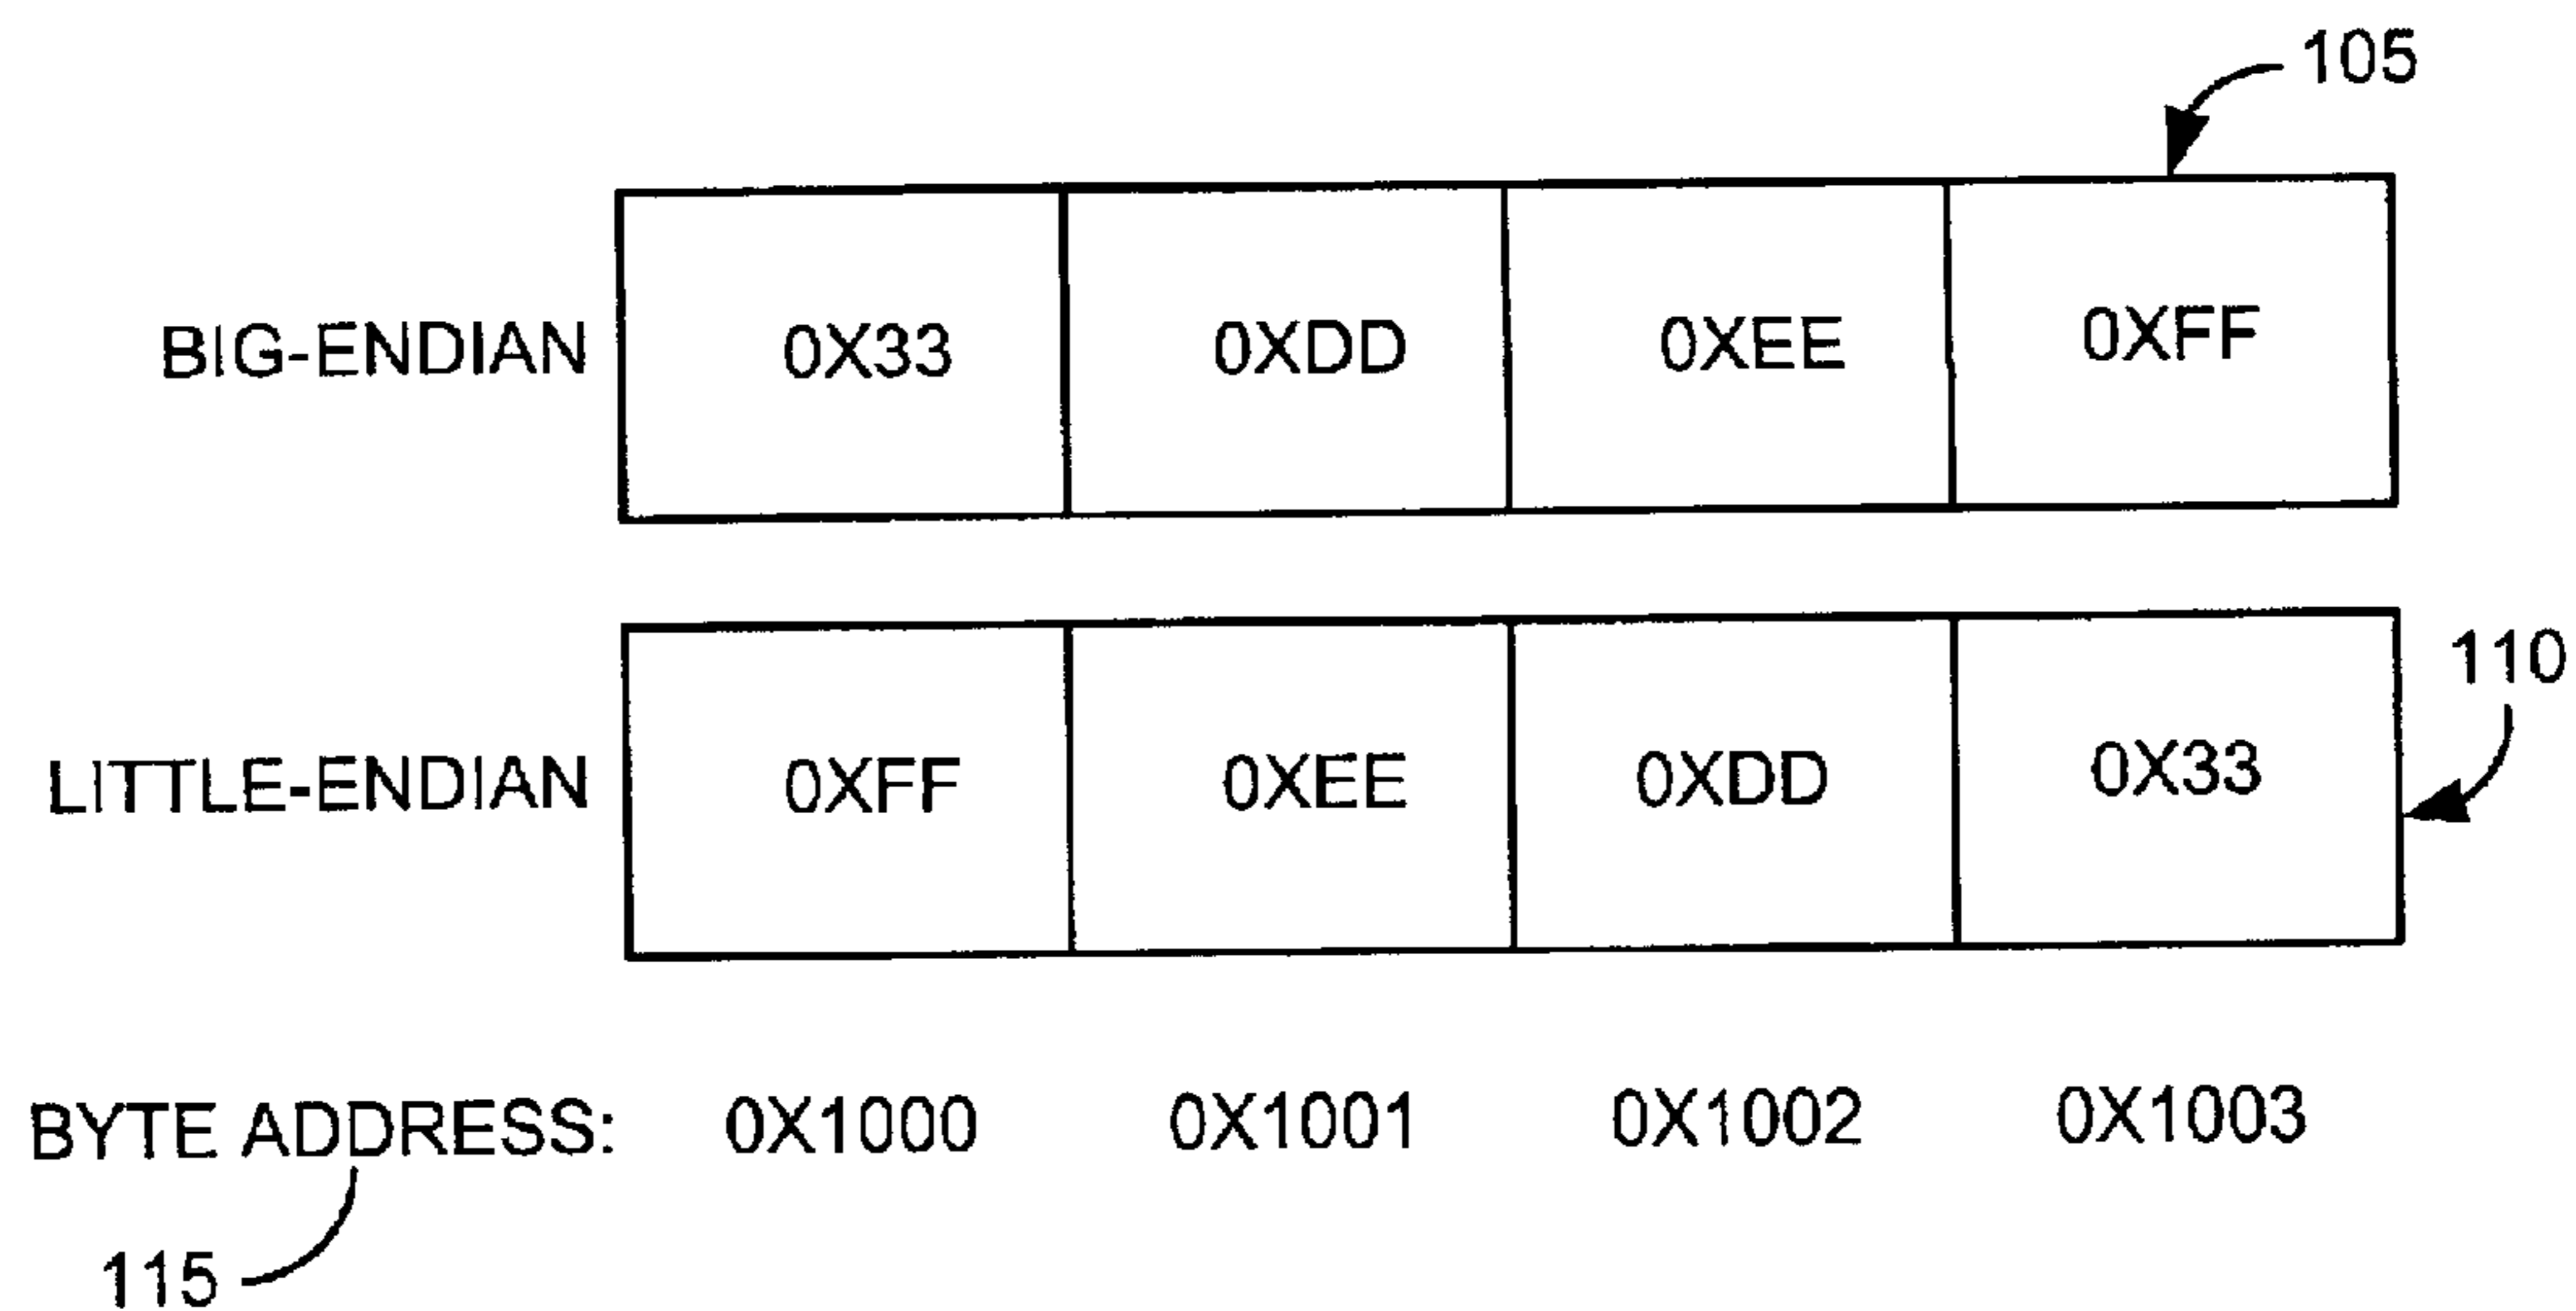 105
BIG-ENDIAN 0X33 0XDD 0XEE 0XFF
110
LITTLE-ENDIAN 0XFF 0XEE 0XDD 0X33
BYTE ADDRESS: 0X1000 0X1001 0X1002 0X1003
115